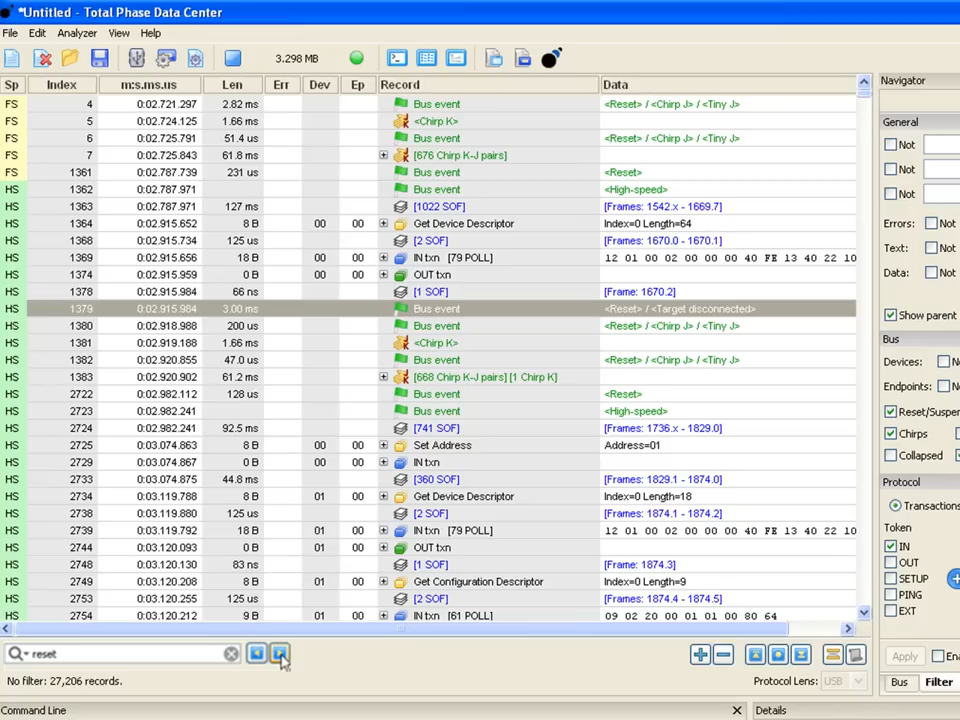 *Untitled - Total Phase Data Center
File Edit Analyzer View Help
3.298 MB
Sp Index m:s.ms.us Len Err Dev Ep Record Data
FS 4 0:02.721.297 2.82 ms Bus event <Reset> / <Chirp J> / <Tiny J>
FS 5 0:02.724.125 1.66 ms <Chirp K>
FS 6 0:02.725.791 51.4 us Bus event <Reset> / <Chirp J> / <Tiny J>
FS 7 0:02.725.843 61.8 ms [676 Chirp K-J pairs]
FS 1361 0:02.787.739 231 us Bus event <Reset>
HS 1362 0:02.787.971 Bus event <High-speed>
HS 1363 0:02.787.971 127 ms [1022 SOF] [Frames: 1542.x - 1669.7]
HS 1364 0:02.915.642 8 B 00 00 Get Device Descriptor Index=0 Length=64
HS 1368 0:02.915.734 125 us [2 SOF] [Frames: 1670.0 - 1670.1]
HS 1369 0:02.915.656 18 B 00 00 IN txn [79 POLL] 12 01 00 02 00 00 00 40 FE 13 40 22 10
HS 1374 0:02.915.959 0 B 00 00 OUT txn
HS 1378 0:02.915.984 66 ns [1 SOF] [Frame: 1670.2]
HS 1379 0:02.915.984 3.00 ms Bus event <Reset> / <Target disconnected>
HS 1380 0:02.918.988 200 us Bus event <Reset> / <Chirp J> / <Tiny J>
HS 1381 0:02.919.188 1.66 ms <Chirp K>
HS 1382 0:02.920.855 47.0 us Bus event <Reset> / <Chirp J> / <Tiny J>
HS 1383 0:02.920.902 61.2 ms [668 Chirp K-J pairs] [1 Chirp K]
HS 2722 0:02.982.112 128 us Bus event <Reset>
HS 2723 0:02.982.241 Bus event <High-speed>
HS 2724 0:02.982.241 92.5 ms [741 SOF] [Frames: 1736.x - 1829.0]
HS 2725 0:03.074.863 8 B 00 00 Set Address Address=01
HS 2729 0:03.074.867 0 B 00 00 IN txn
HS 2733 0:03.074.875 44.8 ms [360 SOF] [Frames: 1829.1 - 1874.0]
HS 2734 0:03.119.788 8 B 01 00 Get Device Descriptor Index=0 Length=18
HS 2738 0:03.119.880 125 us [2 SOF] [Frames: 1874.1 - 1874.2]
HS 2739 0:03.119.792 18 B 01 00 IN txn [79 POLL] 12 01 00 02 00 00 00 40 FE 13 40 22 10
HS 2744 0:03.120.093 0 B 01 00 OUT txn
HS 2748 0:03.120.130 83 ns [1 SOF] [Frame: 1874.3]
HS 2749 0:03.120.208 8 B 01 00 Get Configuration Descriptor Index=0 Length=9
HS 2753 0:03.120.255 125 us [2 SOF] [Frames: 1874.4 - 1874.5]
HS 2754 0:03.120.212 9 B 01 00 IN txn [61 POLL] 09 02 20 00 01 01 00 80 64
reset
No filter: 27,206 records.
Protocol Lens: USB
Command Line
Details
Navigator
General
Not
Not
Not
Errors: Not
Text: Not
Data: Not
Show parent
Bus
Devices:
Endpoints:
Reset/Suspe
Chirps
Collapsed
Protocol
Transactions
Token
IN
OUT
SETUP
PING
EXT
Apply
Bus Filter